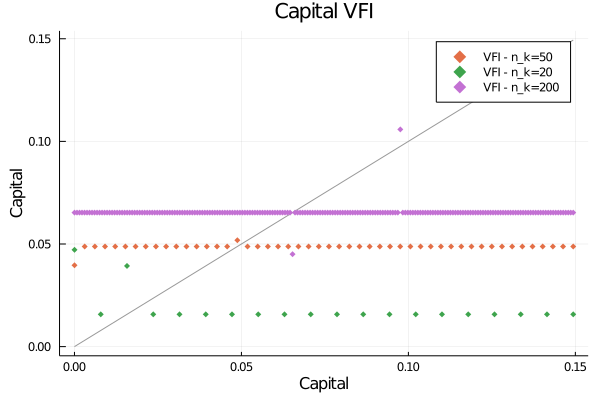 Capital VFI
0.15
VFI - n_k=50
VFI - n_k=20
VFI - n_k=200
0.10
Capital
0.05
0.00
0.00 0.05 0.10 0.15
Capital